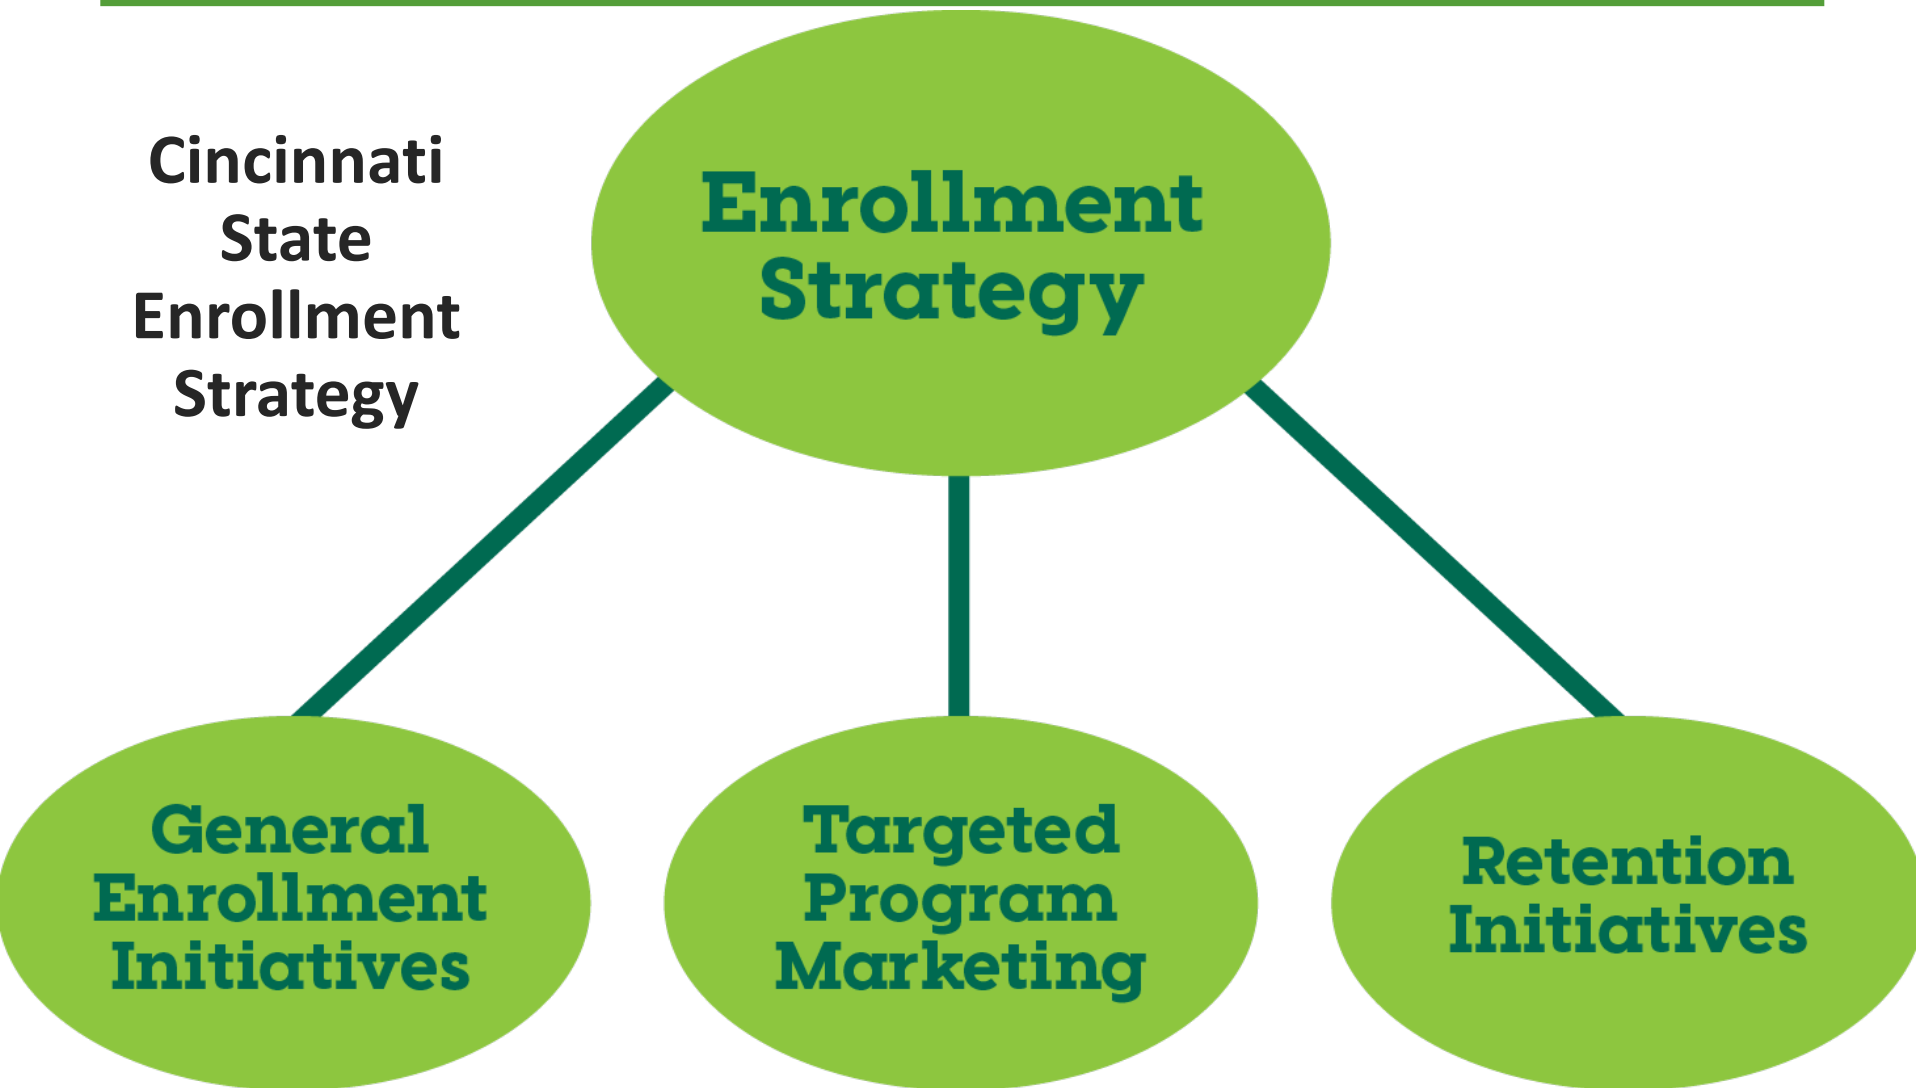 Cincinnati
State
Enrollment
Strategy
Enrollment
Strategy
General
Enrollment
Initiatives
Targeted
Program
Marketing
Retention
Initiatives